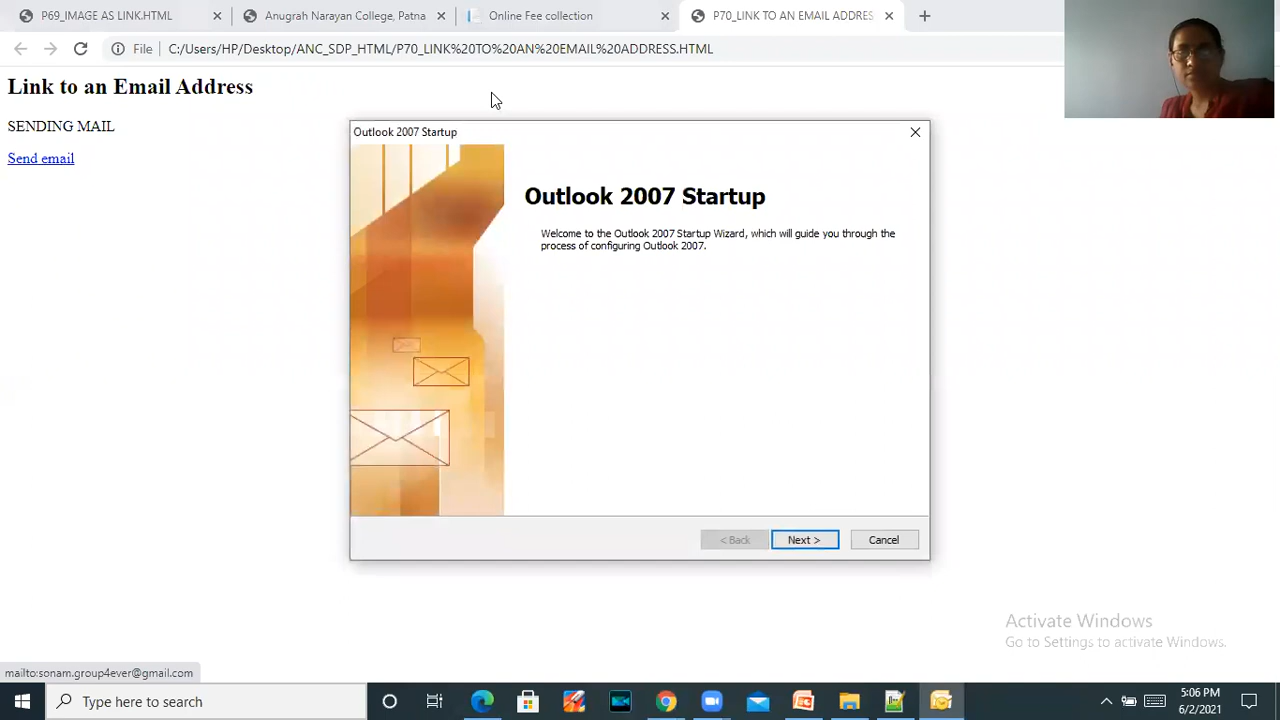 P69_IMAGE AS LINK.HTML
Anugrah Narayan College, Patna
Online Fee collection
P70_LINK TO AN EMAIL ADDRES
File
C:/Users/HP/Desktop/ANC_SDP_HTML/P70_LINK%20TO%20AN%20EMAIL%20ADDRESS.HTML
Link to an Email Address
SENDING MAIL
Send email
Outlook 2007 Startup
Outlook 2007 Startup
Welcome to the Outlook 2007 Startup Wizard, which will guide you through the
process of configuring Outlook 2007.
< Back
Next >
Cancel
Activate Windows
Go to Settings to activate Windows.
mailto:sonam.group4ever@gmail.com
Type here to search
5:06 PM
6/2/2021